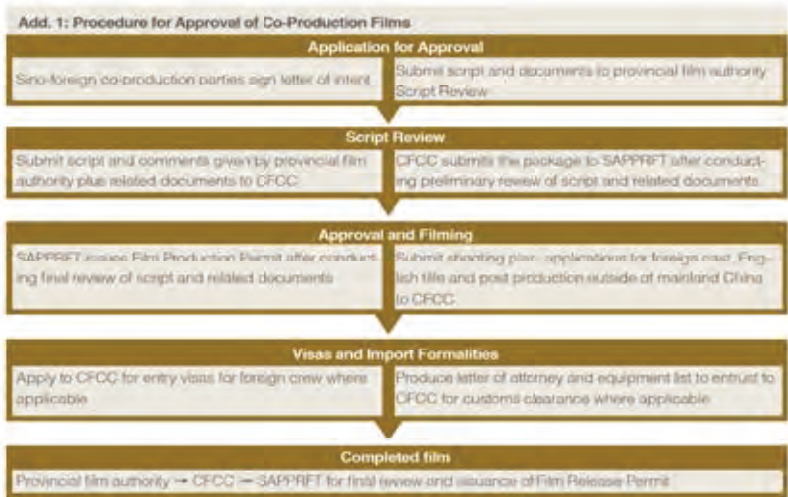 Add. 1: Procedure for Approval of Co-Production Films
Application for Approval
Sino-foreign co-production parties sign letter of intent
Submit script and documents to provincial film authority
Script Review
Script Review
Submit script and comments given by provincial film
authority plus related documents to CFCC
CFCC submits the package to SAPPRFT after conduct-
ing preliminary review of script and related documents
Approval and Filming
SAPPRFT issues Film Production Permit after conduct-
ing final review of script and related documents
Submit shooting plan, applications for foreign cast, Eng-
lish title and post production outside of mainland China
to CFCC
Visas and Import Formalities
Apply to CFCC for entry visas for foreign crew where
applicable
Produce letter of attorney and equipment list to entrust to
CFCC for customs clearance where applicable
Completed film
Provincial film authority → CFCC → SAPPRFT for final review and issuance of Film Release Permit